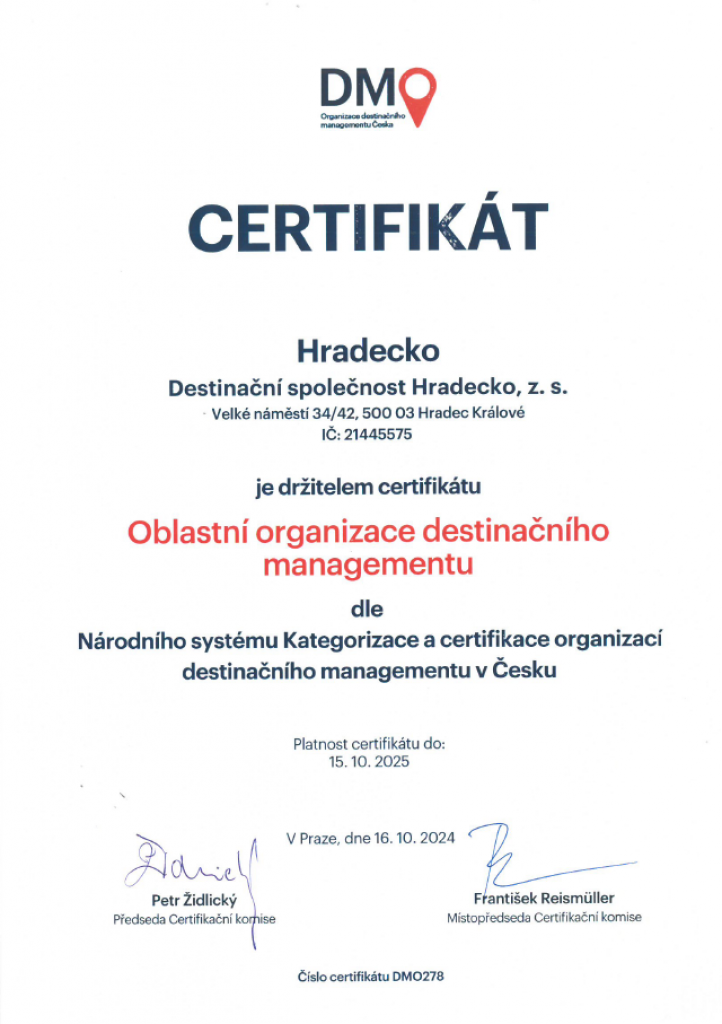 DMO
Organizace destinačního
managementu Česka
CERTIFIKÁT
Hradecko
Destinační společnost Hradecko, z. s.
Velké náměstí 34/42, 500 03 Hradec Králové
IČ: 21445575
je držitelem certifikátu
Oblastní organizace destinačního
managementu
dle
Národního systému Kategorizace a certifikace organizací
destinačního managementu v Česku
Platnost certifikátu do:
15. 10. 2025
V Praze, dne 16. 10. 2024
Židlický
Petr Židlický
Předseda Certifikační komise
František Reismüller
Místopředseda Certifikační komise
Číslo certifikátu DMO278